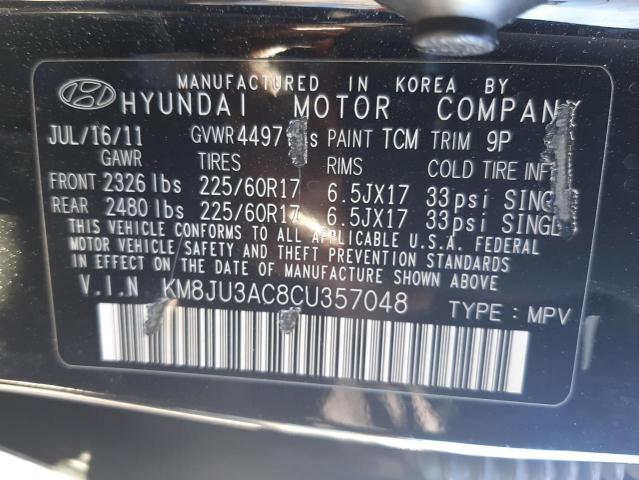 MANUFACTURED IN KOREA BY
HYUNDAI MOTOR COMPANY
JUL/16/11 GVWR 4497 PAINT TCM TRIM 9P
GAWR TIRES RIMS COLD TIRE INFT
FRONT 2326 lbs 225/60R17 6.5JX17 33psi
REAR 2480 lbs 225/60R17 6.5JX17 33psi SINGLE
THIS VEHICLE CONFORMS TO ALL APPLICABLE U.S.A. FEDERAL
MOTOR VEHICLE/SAFETY AND THEFT PREVENTION STANDARDS
IN EFFECT ON THE DATE OF MANUFACTURE SHOWN ABOVE
V.I.N KM8JU3AC8CU357048 TYPE: MPV